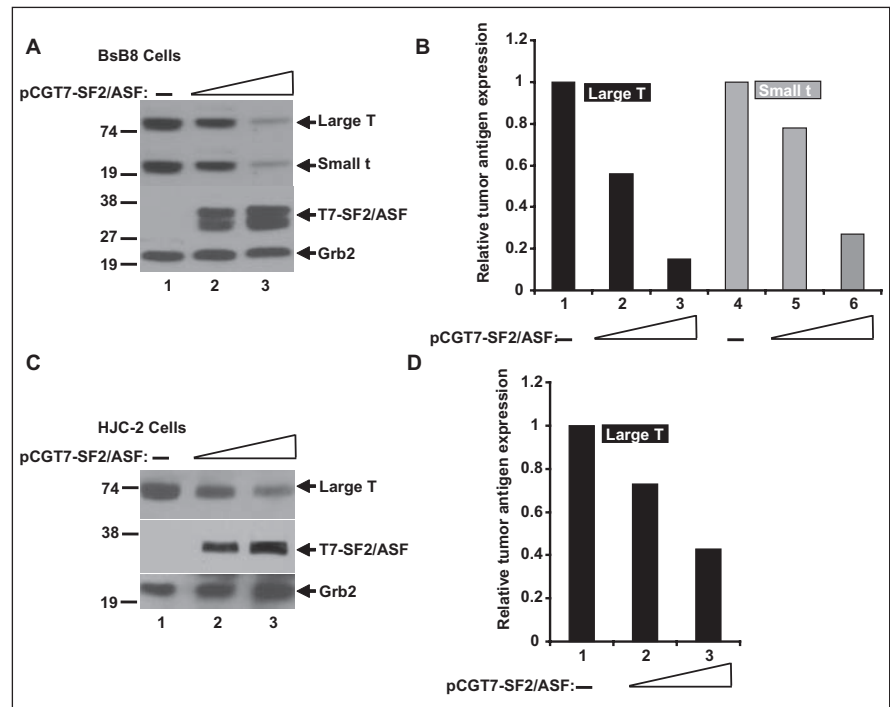 A
BsB8 Cells
pCGT7-SF2/ASF: –
74
Large T
19
Small t
38
T7-SF2/ASF
27
Grb2
19
1 2 3
B
Relative tumor antigen expression
1.2
1
0.8
0.6
0.4
0.2
0
Large T
Small t
1 2 3 4 5 6
pCGT7-SF2/ASF: – –
C
HJC-2 Cells
pCGT7-SF2/ASF: –
74
Large T
38
T7-SF2/ASF
Grb2
19
1 2 3
D
Relative tumor antigen expression
1.2
1
0.8
0.6
0.4
0.2
0
Large T
1 2 3
pCGT7-SF2/ASF: –